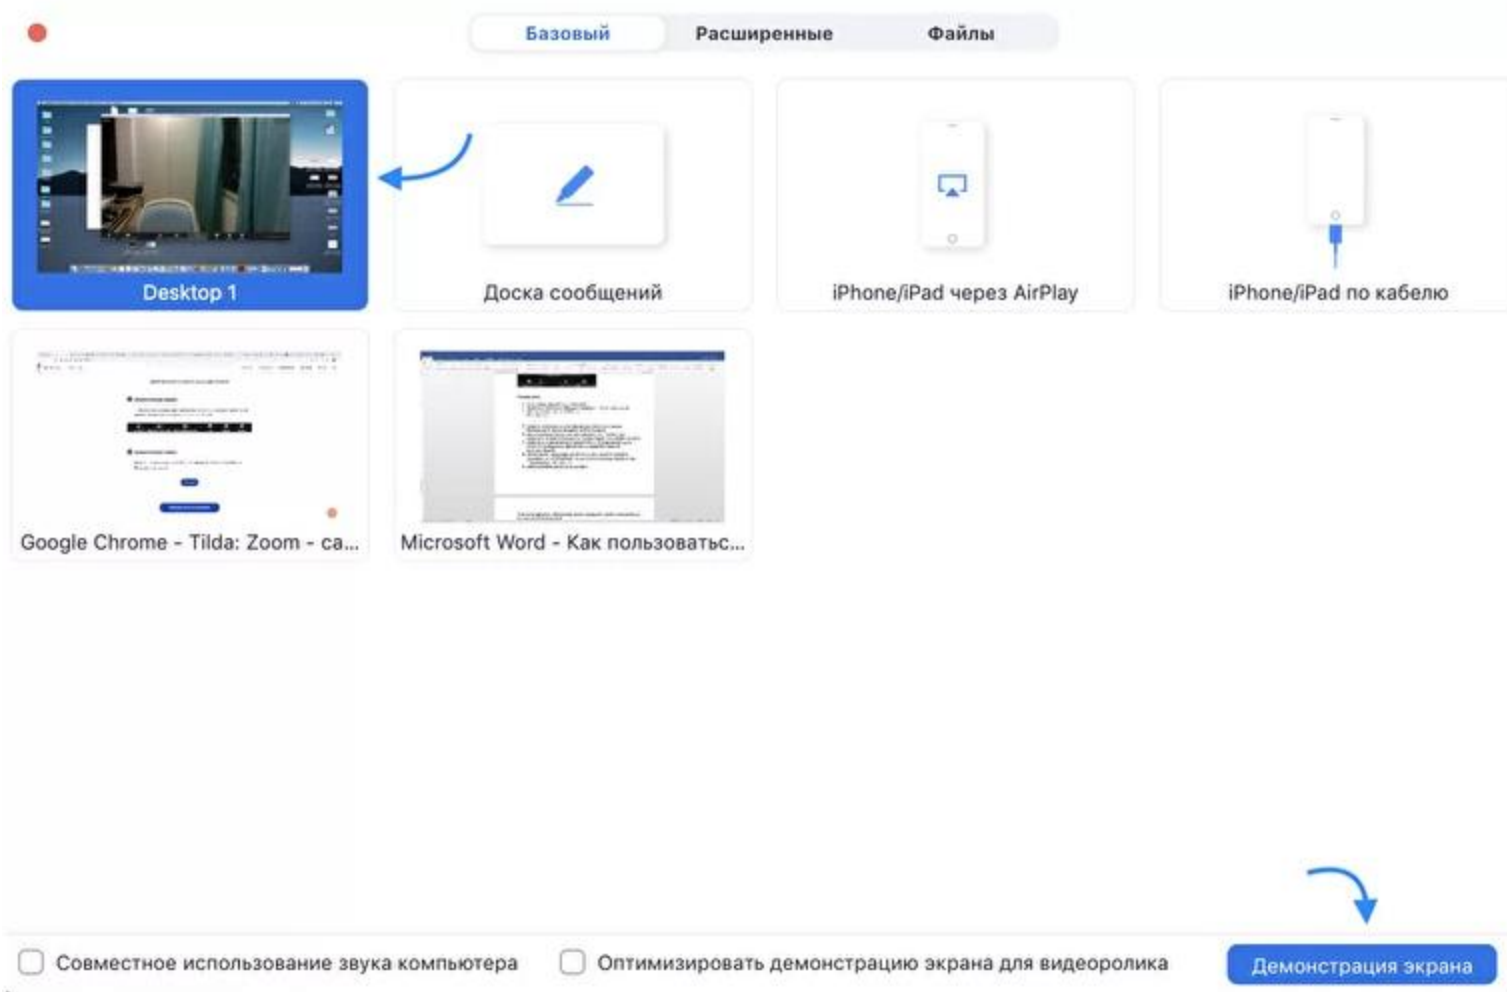 Базовый
Расширенные
Файлы
Desktop 1
Доска сообщений
iPhone/iPad через AirPlay
iPhone/iPad по кабелю
Google Chrome - Tilda: Zoom - ca...
Microsoft Word - Как пользоватьс...
Совместное использование звука компьютера
Оптимизировать демонстрацию экрана для видеоролика
Демонстрация экрана